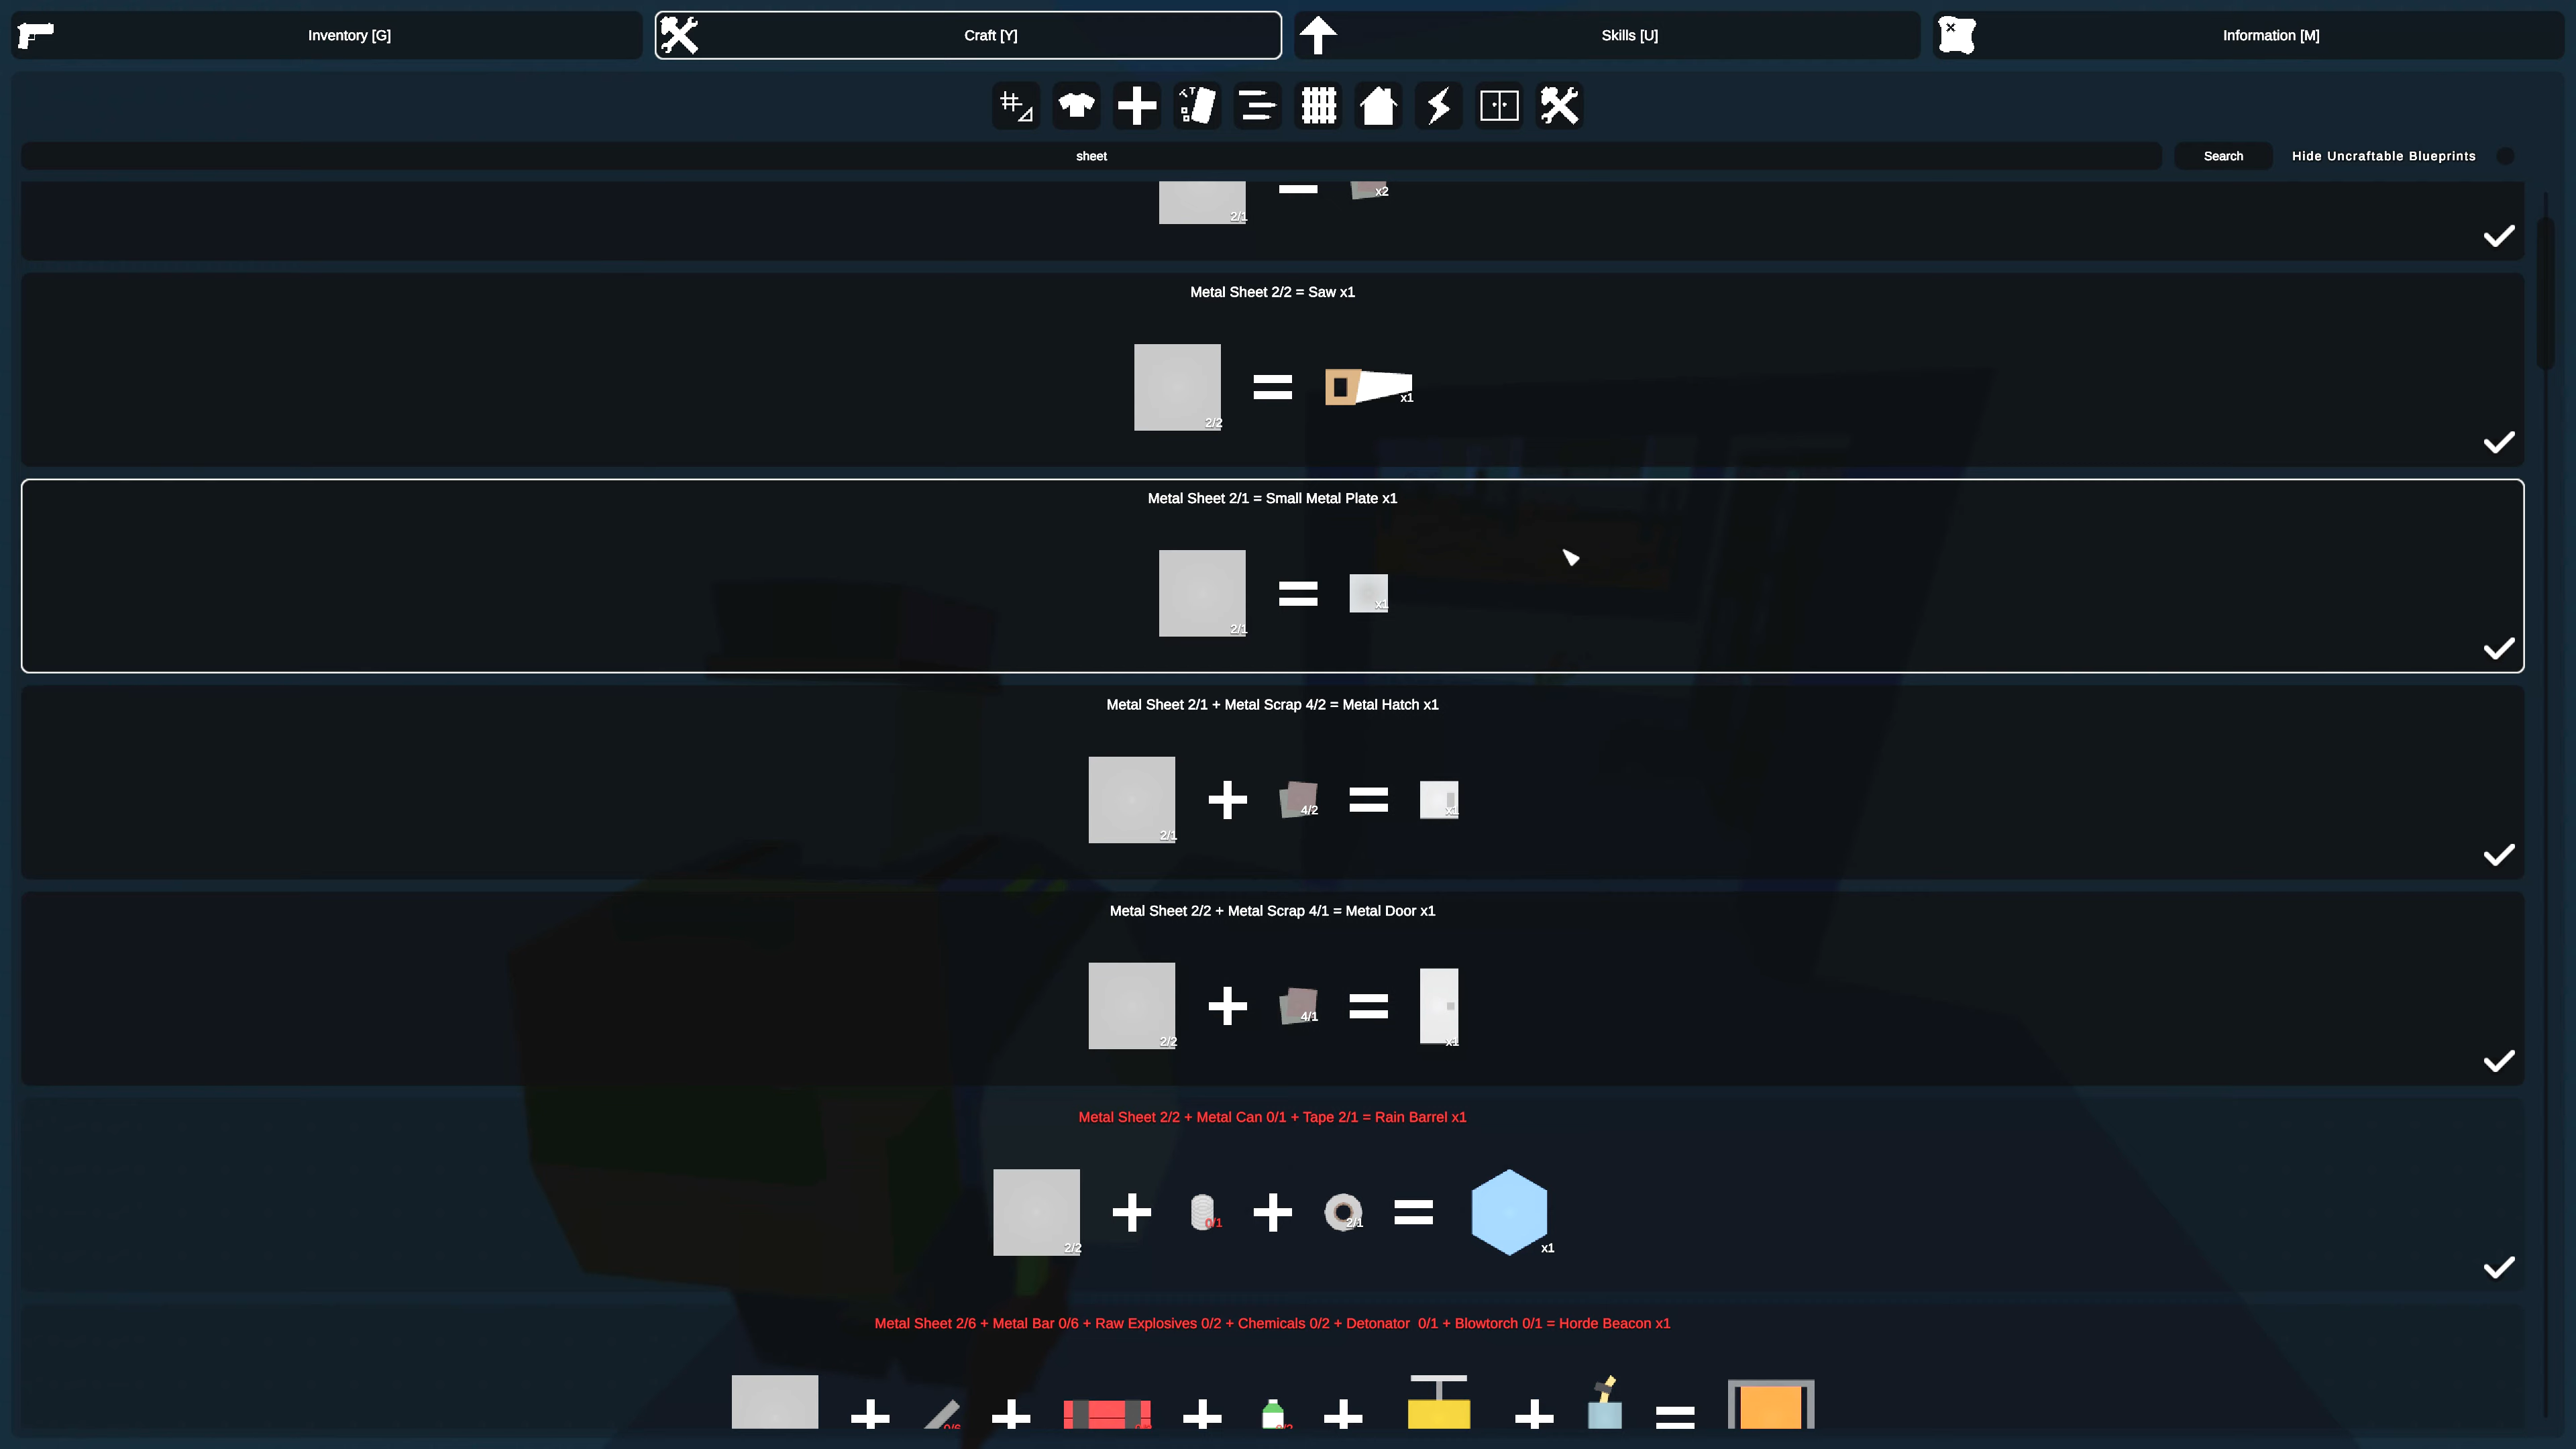 Inventory [G]
Craft [Y]
Skills [U]
Information [M]
sheet
Search
Hide Uncraftable Blueprints
2/1
x2
Metal Sheet 2/2 = Saw x1
2/2
x1
Metal Sheet 2/1 = Small Metal Plate x1
2/1
x1
Metal Sheet 2/1 + Metal Scrap 4/2 = Metal Hatch x1
2/1
4/2
x1
Metal Sheet 2/2 + Metal Scrap 4/1 = Metal Door x1
2/2
4/1
x1
Metal Sheet 2/2 + Metal Can 0/1 + Tape 2/1 = Rain Barrel x1
2/2
0/1
2/1
x1
Metal Sheet 2/6 + Metal Bar 0/6 + Raw Explosives 0/2 + Chemicals 0/2 + Detonator 0/1 + Blowtorch 0/1 = Horde Beacon x1
0/6